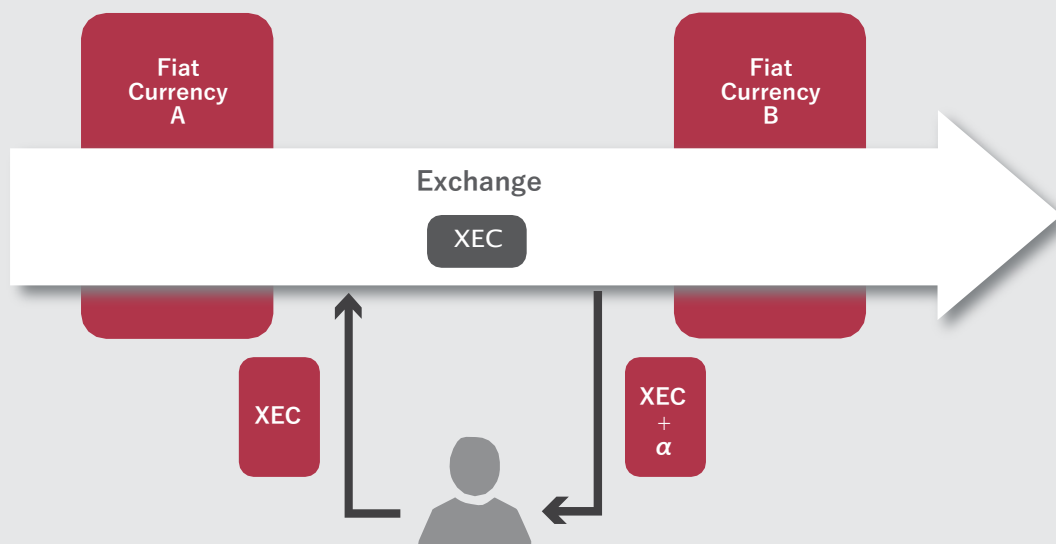 Fiat
Currency
A
Fiat
Currency
B
Exchange
XEC
XEC
XEC
+
α